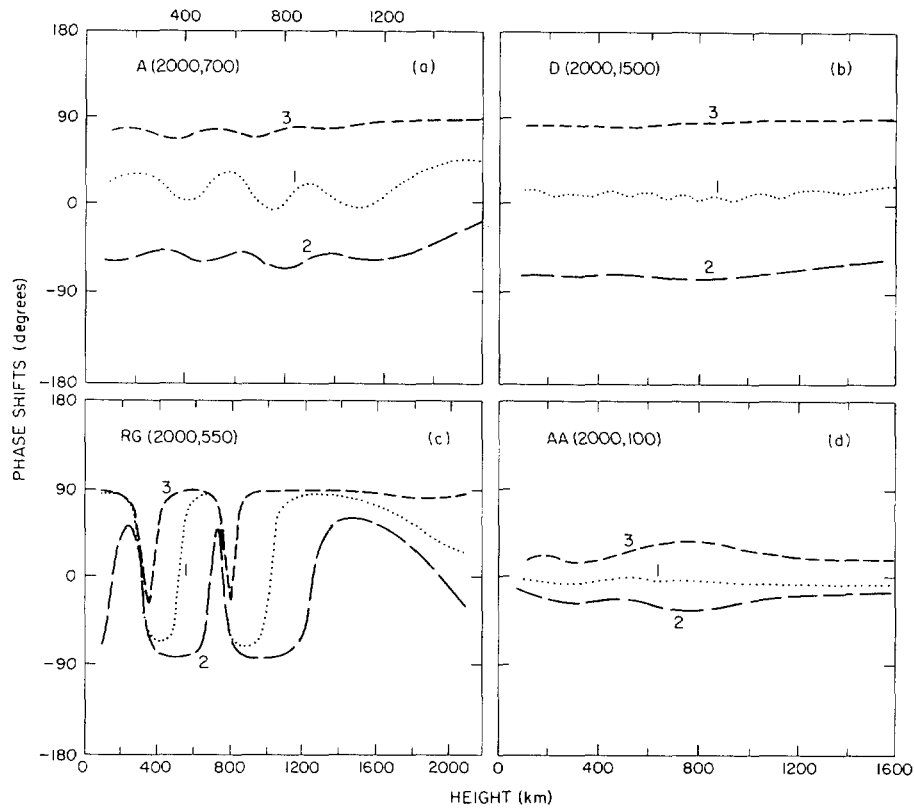 400 800 1200
180
90
0
-90
-180
A (2000,700) (a)
3
1
2
D (2000,1500) (b)
3
1
2
PHASE SHIFTS (degrees)
180
90
0
-90
-180
RG (2000,550) (c)
3
1
2
AA (2000,100) (d)
3
1
2
0 400 800 1200 1600 2000
0 400 800 1200 1600
HEIGHT (km)